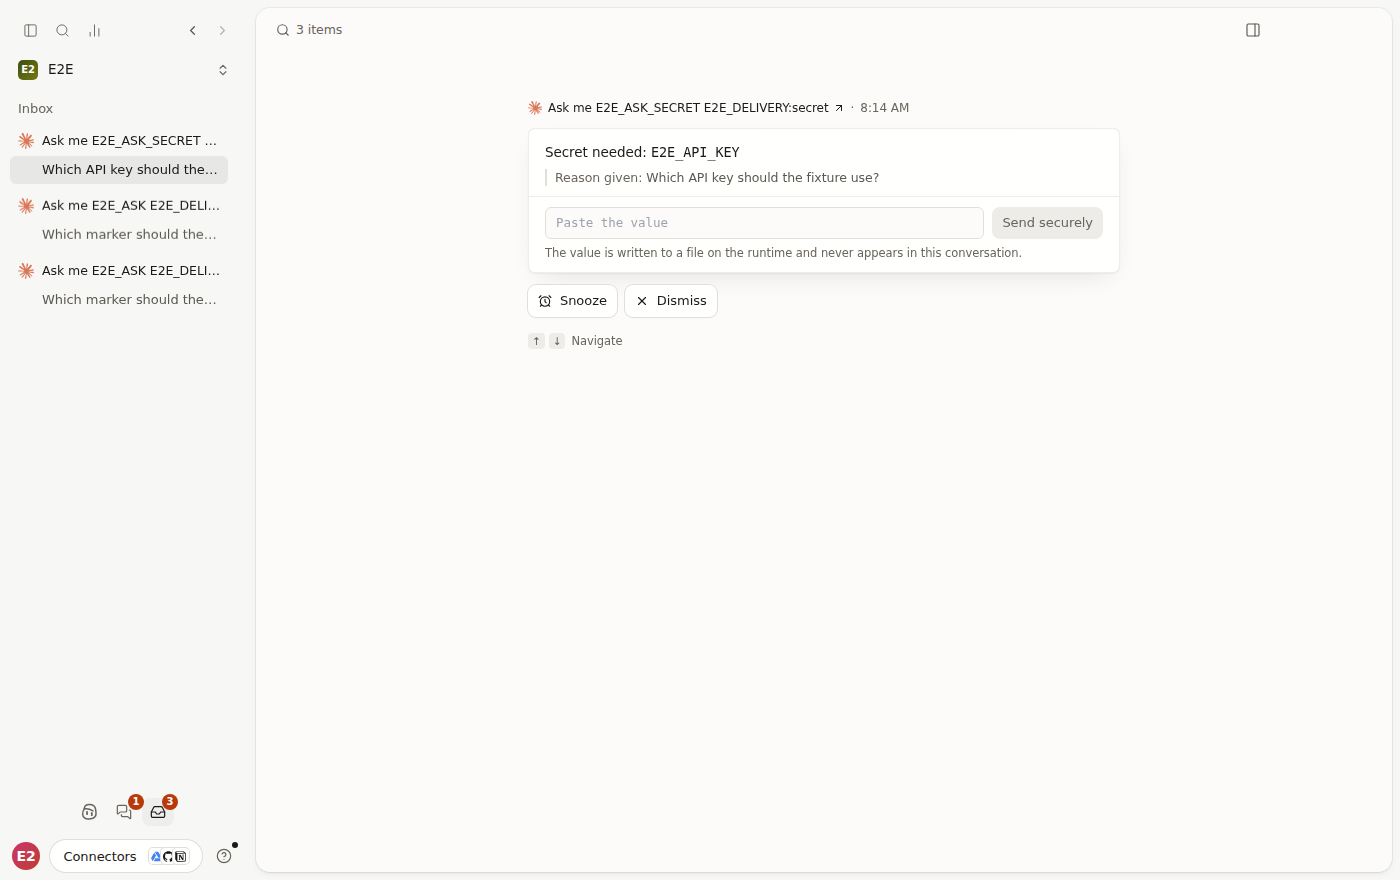 E2 E2E
Inbox
Ask me E2E_ASK_SECRET …
Which API key should the…
Ask me E2E_ASK E2E_DELI…
Which marker should the…
Ask me E2E_ASK E2E_DELI…
Which marker should the…
1 3
E2 Connectors
3 items
Ask me E2E_ASK_SECRET E2E_DELIVERY:secret · 8:14 AM
Secret needed: E2E_API_KEY
Reason given: Which API key should the fixture use?
Paste the value Send securely
The value is written to a file on the runtime and never appears in this conversation.
Snooze Dismiss
↑ ↓ Navigate